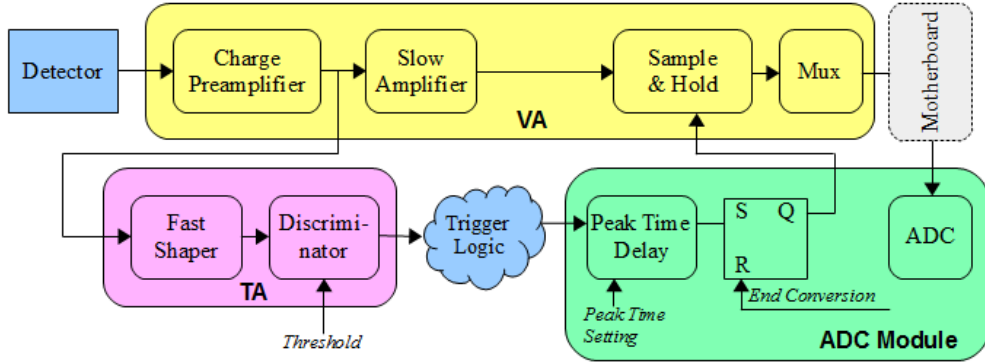 Detector
Charge
Preamplifier
Slow
Amplifier
Sample
& Hold
Mux
Motherboard
VA
Fast
Shaper
Discrimi-
nator
TA
Threshold
Trigger
Logic
Peak Time
Delay
S Q
R
ADC
End Conversion
Peak Time
Setting
ADC Module